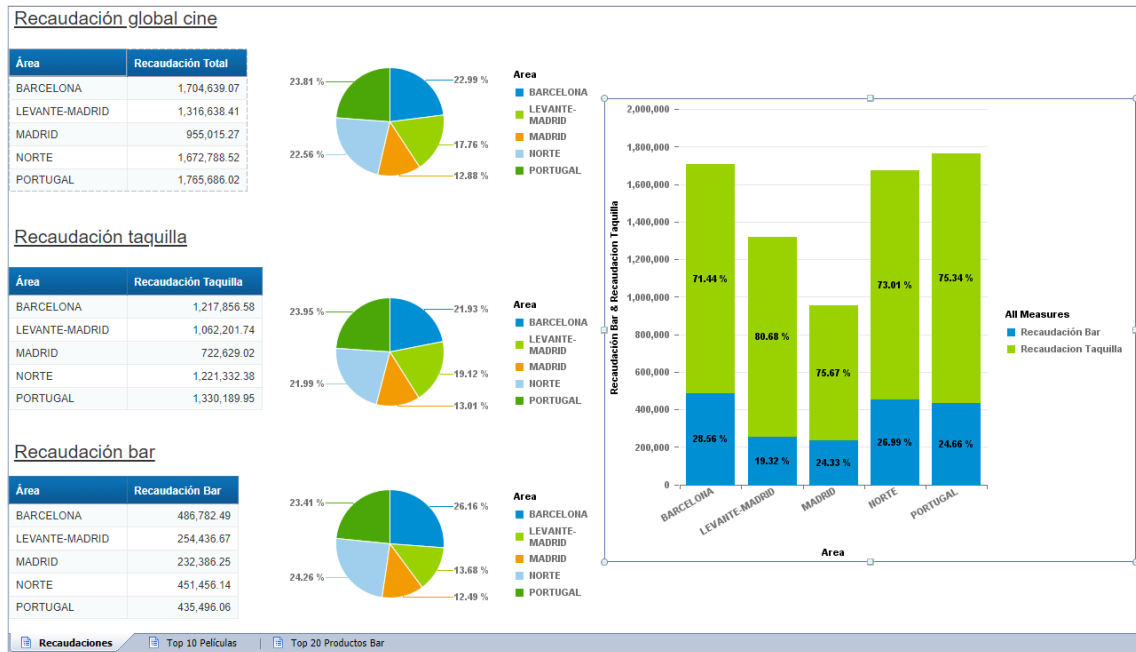 Recaudación global cine
Área Recaudación Total
BARCELONA 1,704,639.07
LEVANTE-MADRID 1,316,638.41
MADRID 955,015.27
NORTE 1,672,788.52
PORTUGAL 1,765,686.02
23.81 %
22.99 %
22.56 %
17.76 %
12.88 %
Area
BARCELONA
LEVANTE-
MADRID
MADRID
NORTE
PORTUGAL
Recaudación taquilla
Área Recaudación Taquilla
BARCELONA 1,217,856.58
LEVANTE-MADRID 1,062,201.74
MADRID 722,629.02
NORTE 1,221,332.38
PORTUGAL 1,330,189.95
23.95 %
21.93 %
21.99 %
19.12 %
13.01 %
Area
BARCELONA
LEVANTE-
MADRID
MADRID
NORTE
PORTUGAL
Recaudación bar
Área Recaudación Bar
BARCELONA 486,782.49
LEVANTE-MADRID 254,436.67
MADRID 232,386.25
NORTE 451,456.14
PORTUGAL 435,496.06
23.41 %
26.16 %
24.26 %
13.68 %
12.49 %
Area
BARCELONA
LEVANTE-
MADRID
MADRID
NORTE
PORTUGAL
Recaudación Bar & Recaudacion Taquilla
2,000,000
1,800,000
1,600,000
1,400,000
1,200,000
1,000,000
800,000
600,000
400,000
200,000
0
71.44 %
80.68 %
75.67 %
73.01 %
75.34 %
28.56 %
19.32 %
24.33 %
26.99 %
24.66 %
BARCELONA
LEVANTE-MADRID
MADRID
NORTE
PORTUGAL
Area
All Measures
Recaudación Bar
Recaudacion Taquilla
Recaudaciones Top 10 Películas Top 20 Productos Bar